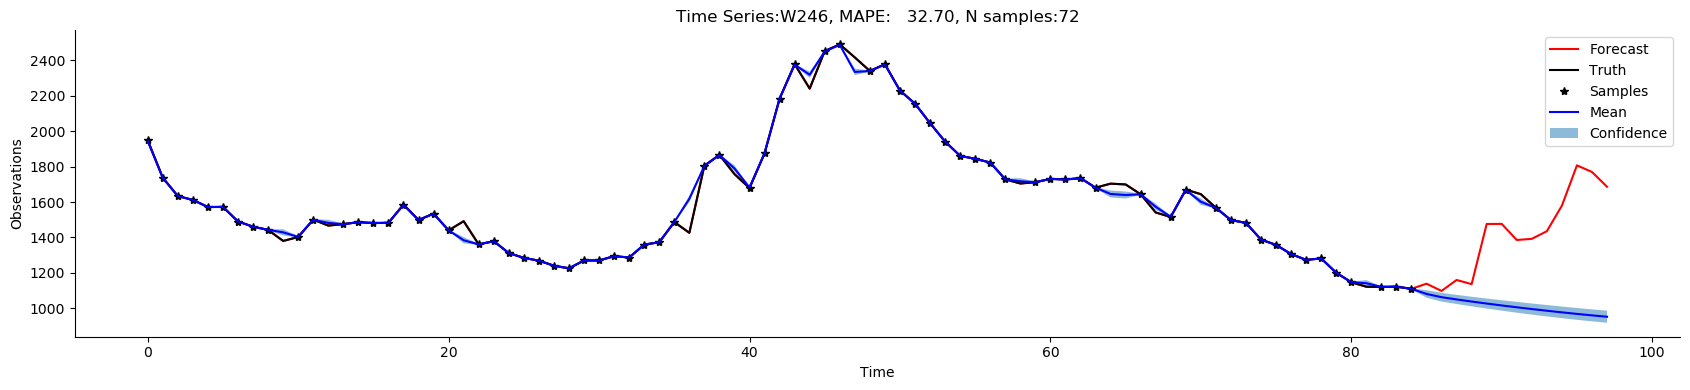 Time Series:W246, MAPE:   32.70, N samples:72
Observations
2400
2200
2000
1800
1600
1400
1200
1000
Forecast
Truth
Samples
Mean
Confidence
0
20
40
60
80
100
Time